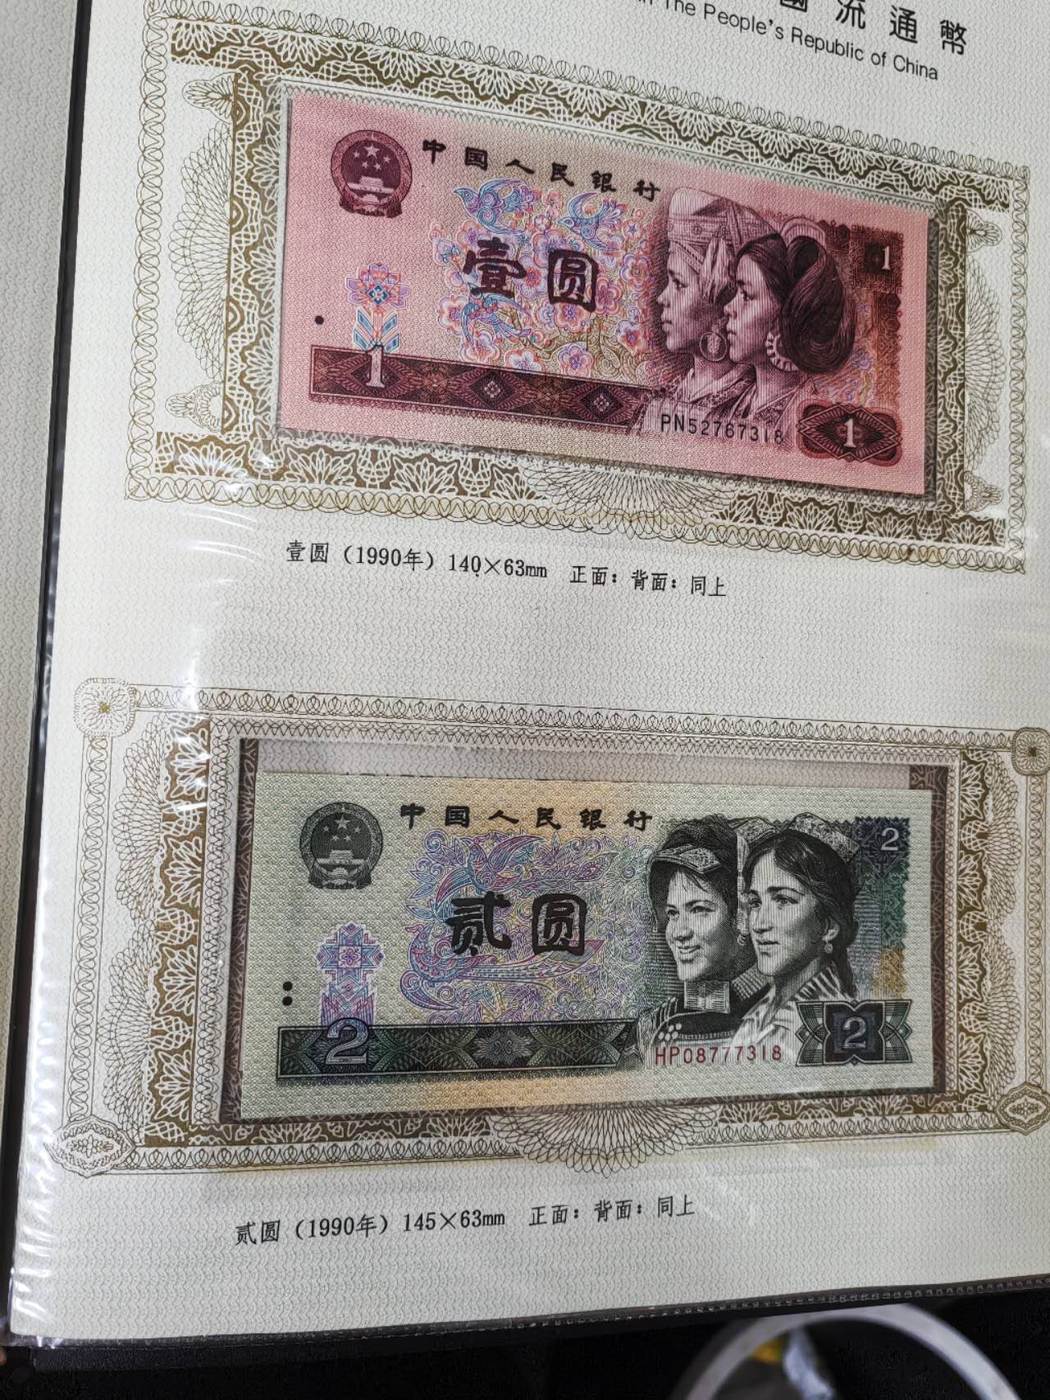 國流通幣
in The People's Republic of China
中国人民银行
壹圆
1
1
PN52767318
1
壹圆（1990年）140×63mm 正面：背面：同上
中国人民银行
2
贰圆
2
HP08777318
2
贰圆（1990年）145×63mm 正面：背面：同上